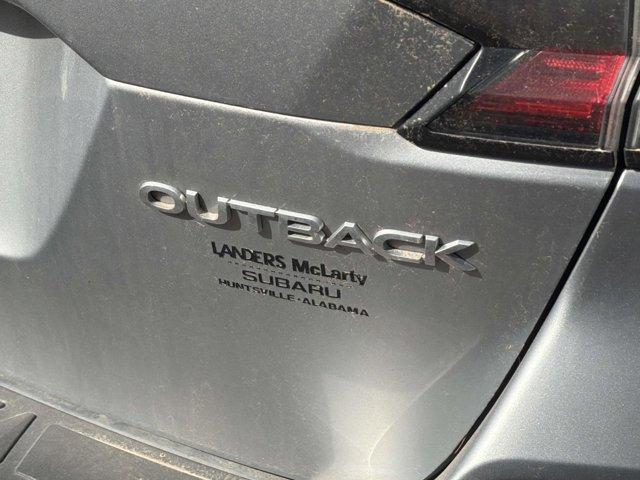 OUTBACK
LANDERS McLarty
SUBARU
HUNTSVILLE · ALABAMA